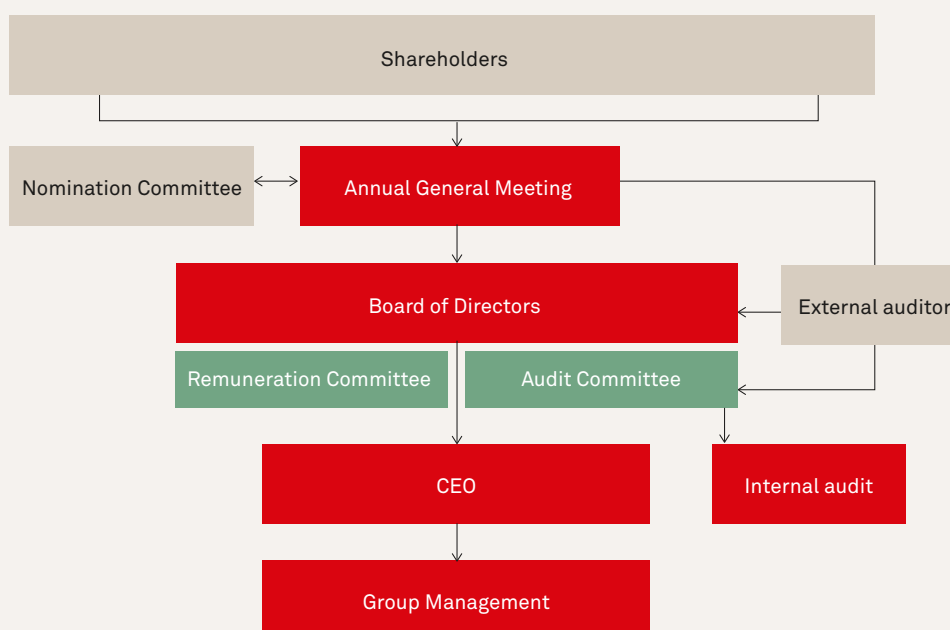 Shareholders
Nomination Committee
Annual General Meeting
Board of Directors
External auditor
Remuneration Committee
Audit Committee
CEO
Internal audit
Group Management